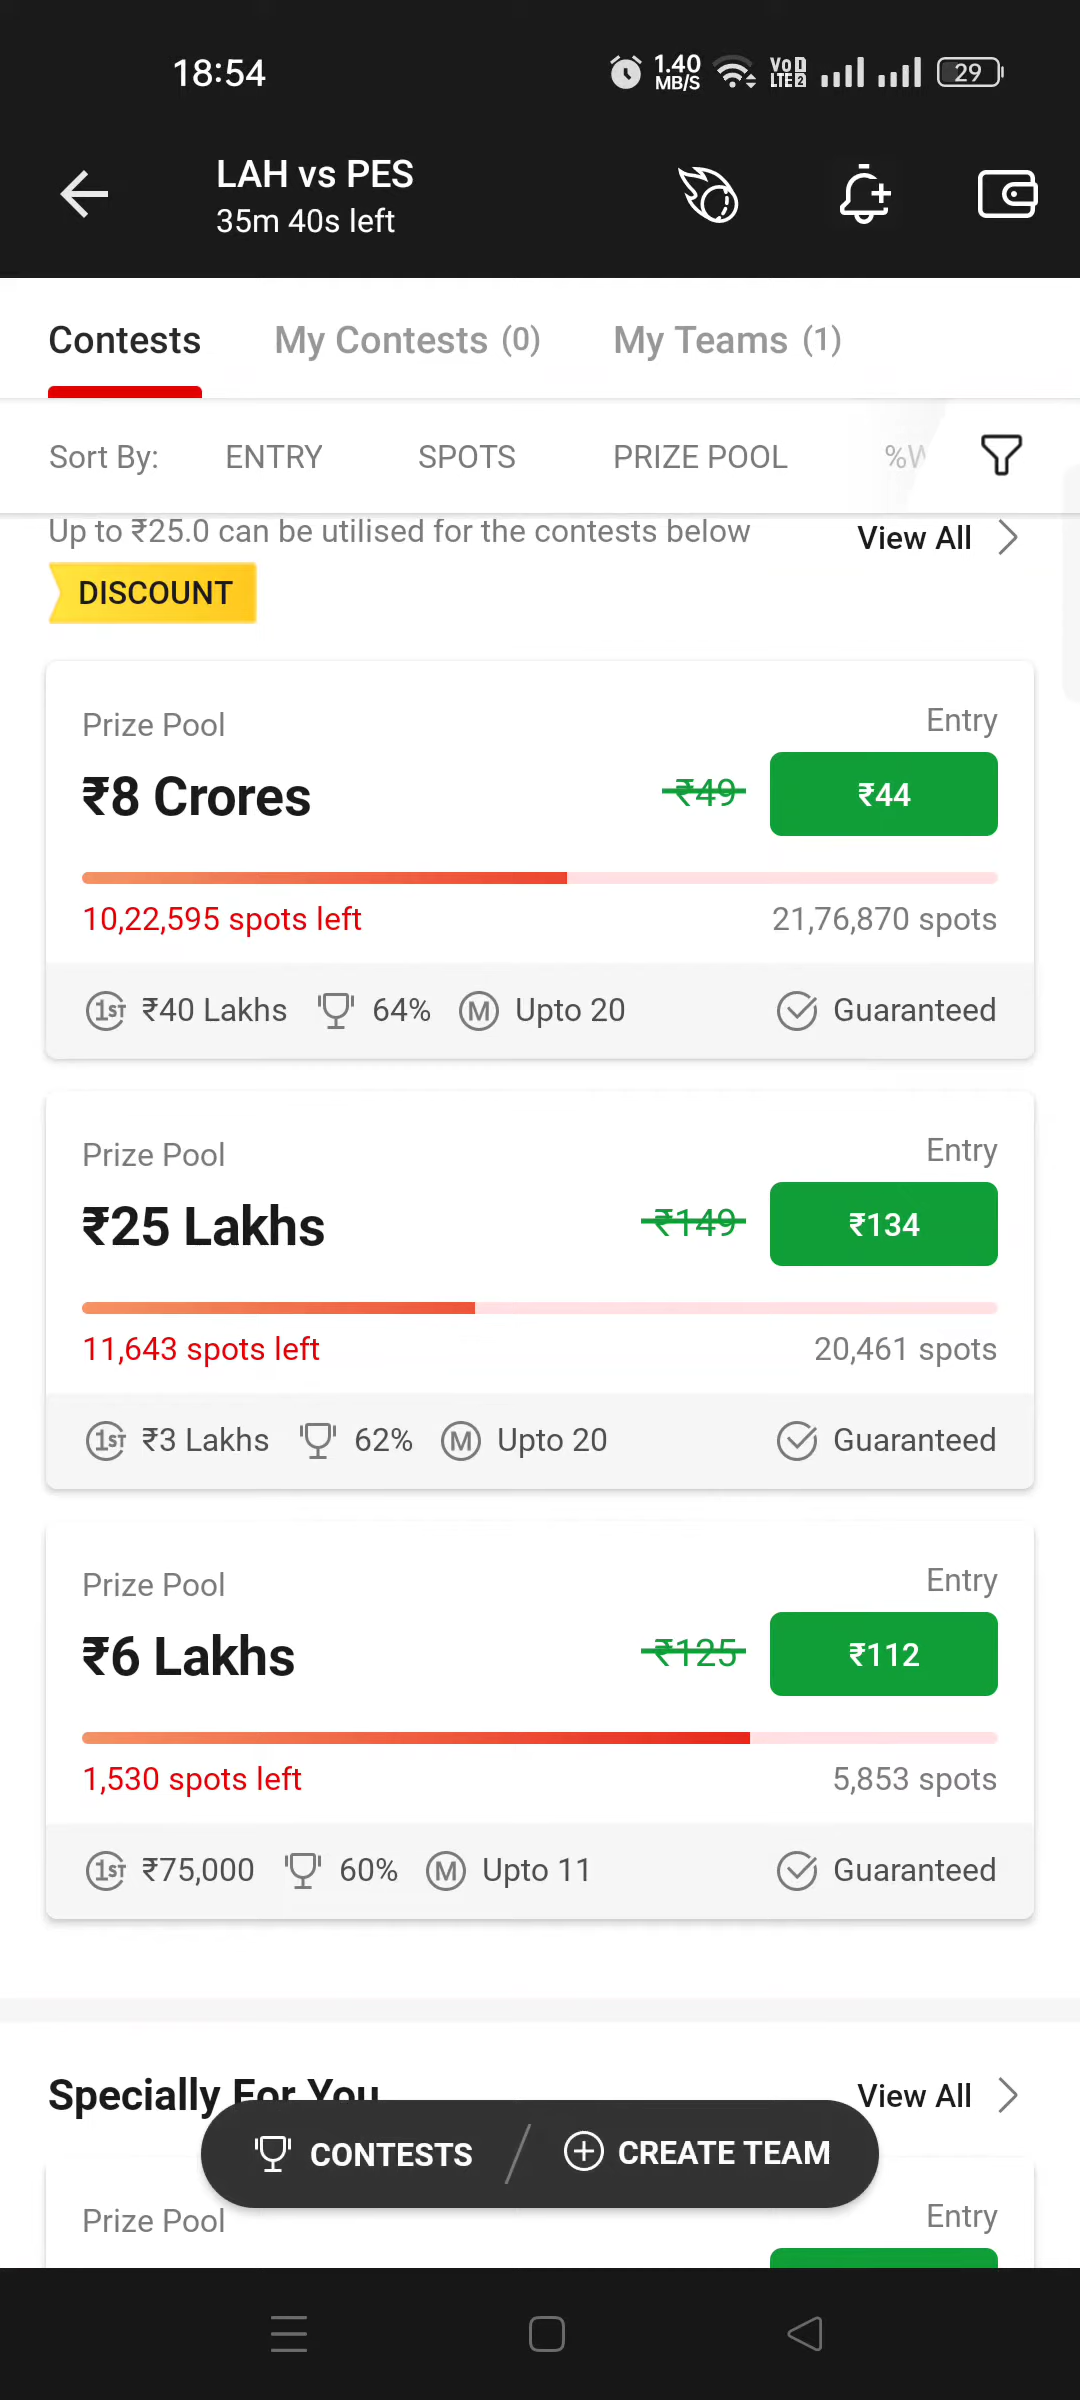 18:54
1.40 MB/S
VoLTE 1 2
29
LAH vs PES
35m 40s left
Contests
My Contests (0)
My Teams (1)
Sort By:
ENTRY
SPOTS
PRIZE POOL
%W
Up to ₹25.0 can be utilised for the contests below
View All
DISCOUNT
Prize Pool
Entry
₹8 Crores
₹49
₹44
10,22,595 spots left
21,76,870 spots
1ST ₹40 Lakhs
64%
M Upto 20
Guaranteed
Prize Pool
Entry
₹25 Lakhs
₹149
₹134
11,643 spots left
20,461 spots
1ST ₹3 Lakhs
62%
M Upto 20
Guaranteed
Prize Pool
Entry
₹6 Lakhs
₹125
₹112
1,530 spots left
5,853 spots
1ST ₹75,000
60%
M Upto 11
Guaranteed
Specially For You
View All
CONTESTS
CREATE TEAM
Prize Pool
Entry